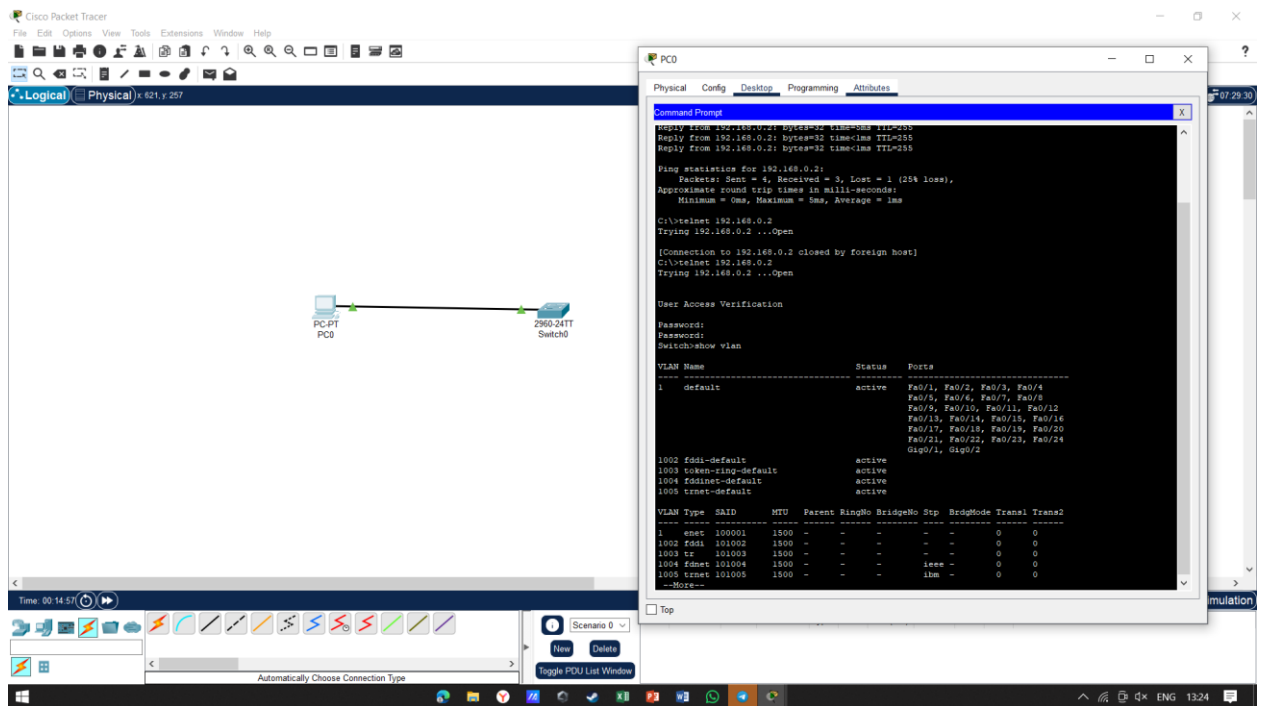 Cisco Packet Tracer
File Edit Options View Tools Extensions Window Help
?
Logical Physical x: 621, y: 257
07:29:30
PC-PT
PC0
2960-24TT
Switch0
PC0
Physical Config Desktop Programming Attributes
Command Prompt X
Reply from 192.168.0.2: bytes=32 time=5ms TTL=255
Reply from 192.168.0.2: bytes=32 time<1ms TTL=255
Reply from 192.168.0.2: bytes=32 time<1ms TTL=255
Ping statistics for 192.168.0.2:
Packets: Sent = 4, Received = 3, Lost = 1 (25% loss),
Approximate round trip times in milli-seconds:
Minimum = 0ms, Maximum = 5ms, Average = 1ms
C:\>telnet 192.168.0.2
Trying 192.168.0.2 ...Open
[Connection to 192.168.0.2 closed by foreign host]
C:\>telnet 192.168.0.2
Trying 192.168.0.2 ...Open
User Access Verification
Password:
Password:
Switch>show vlan
VLAN Name Status Ports
---- -------------------------------- --------- -------------------------------
1 default active Fa0/1, Fa0/2, Fa0/3, Fa0/4
Fa0/5, Fa0/6, Fa0/7, Fa0/8
Fa0/9, Fa0/10, Fa0/11, Fa0/12
Fa0/13, Fa0/14, Fa0/15, Fa0/16
Fa0/17, Fa0/18, Fa0/19, Fa0/20
Fa0/21, Fa0/22, Fa0/23, Fa0/24
Gig0/1, Gig0/2
1002 fddi-default active
1003 token-ring-default active
1004 fddinet-default active
1005 trnet-default active
VLAN Type SAID MTU Parent RingNo BridgeNo Stp BrdgMode Trans1 Trans2
---- ----- ---------- ----- ------ ------ -------- ---- -------- ------ ------
1 enet 100001 1500 - - - - - 0 0
1002 fddi 101002 1500 - - - - - 0 0
1003 tr 101003 1500 - - - - - 0 0
1004 fdnet 101004 1500 - - - ieee - 0 0
1005 trnet 101005 1500 - - - ibm - 0 0
--More--
Top
Time: 00:14:57
imulation
Scenario 0
New Delete
Toggle PDU List Window
Automatically Choose Connection Type
ENG 13:24